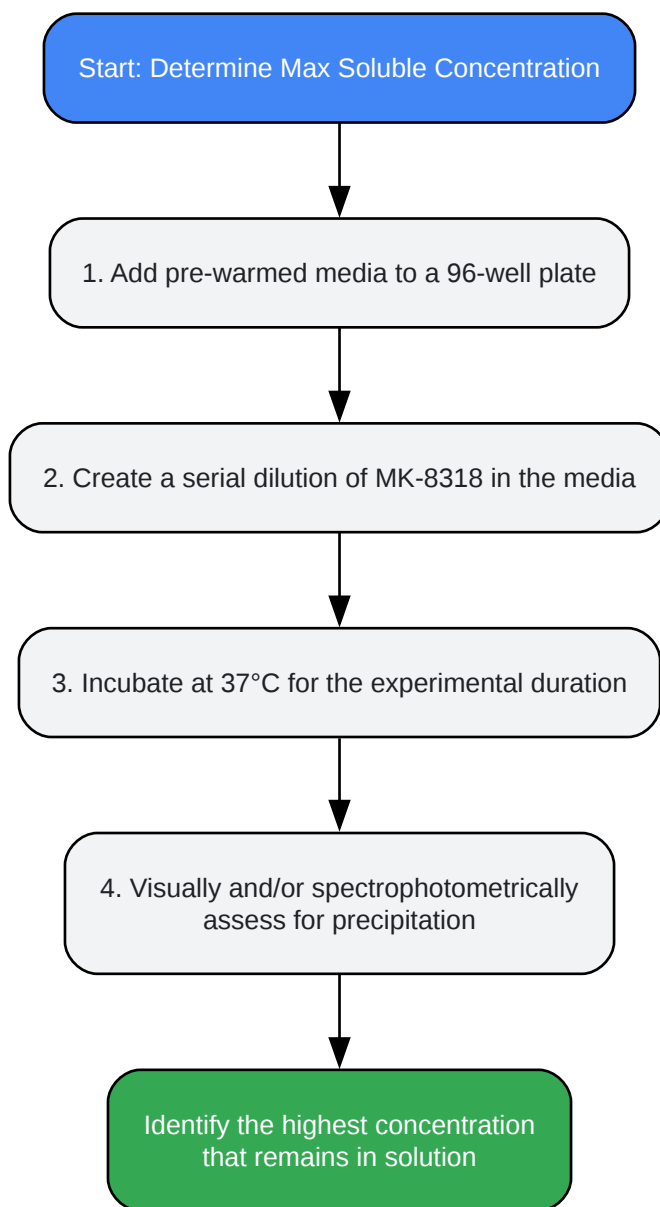 Start: Determine Max Soluble Concentration
1. Add pre-warmed media to a 96-well plate
2. Create a serial dilution of MK-8318 in the media
3. Incubate at 37°C for the experimental duration
4. Visually and/or spectrophotometrically
assess for precipitation
Identify the highest concentration
that remains in solution